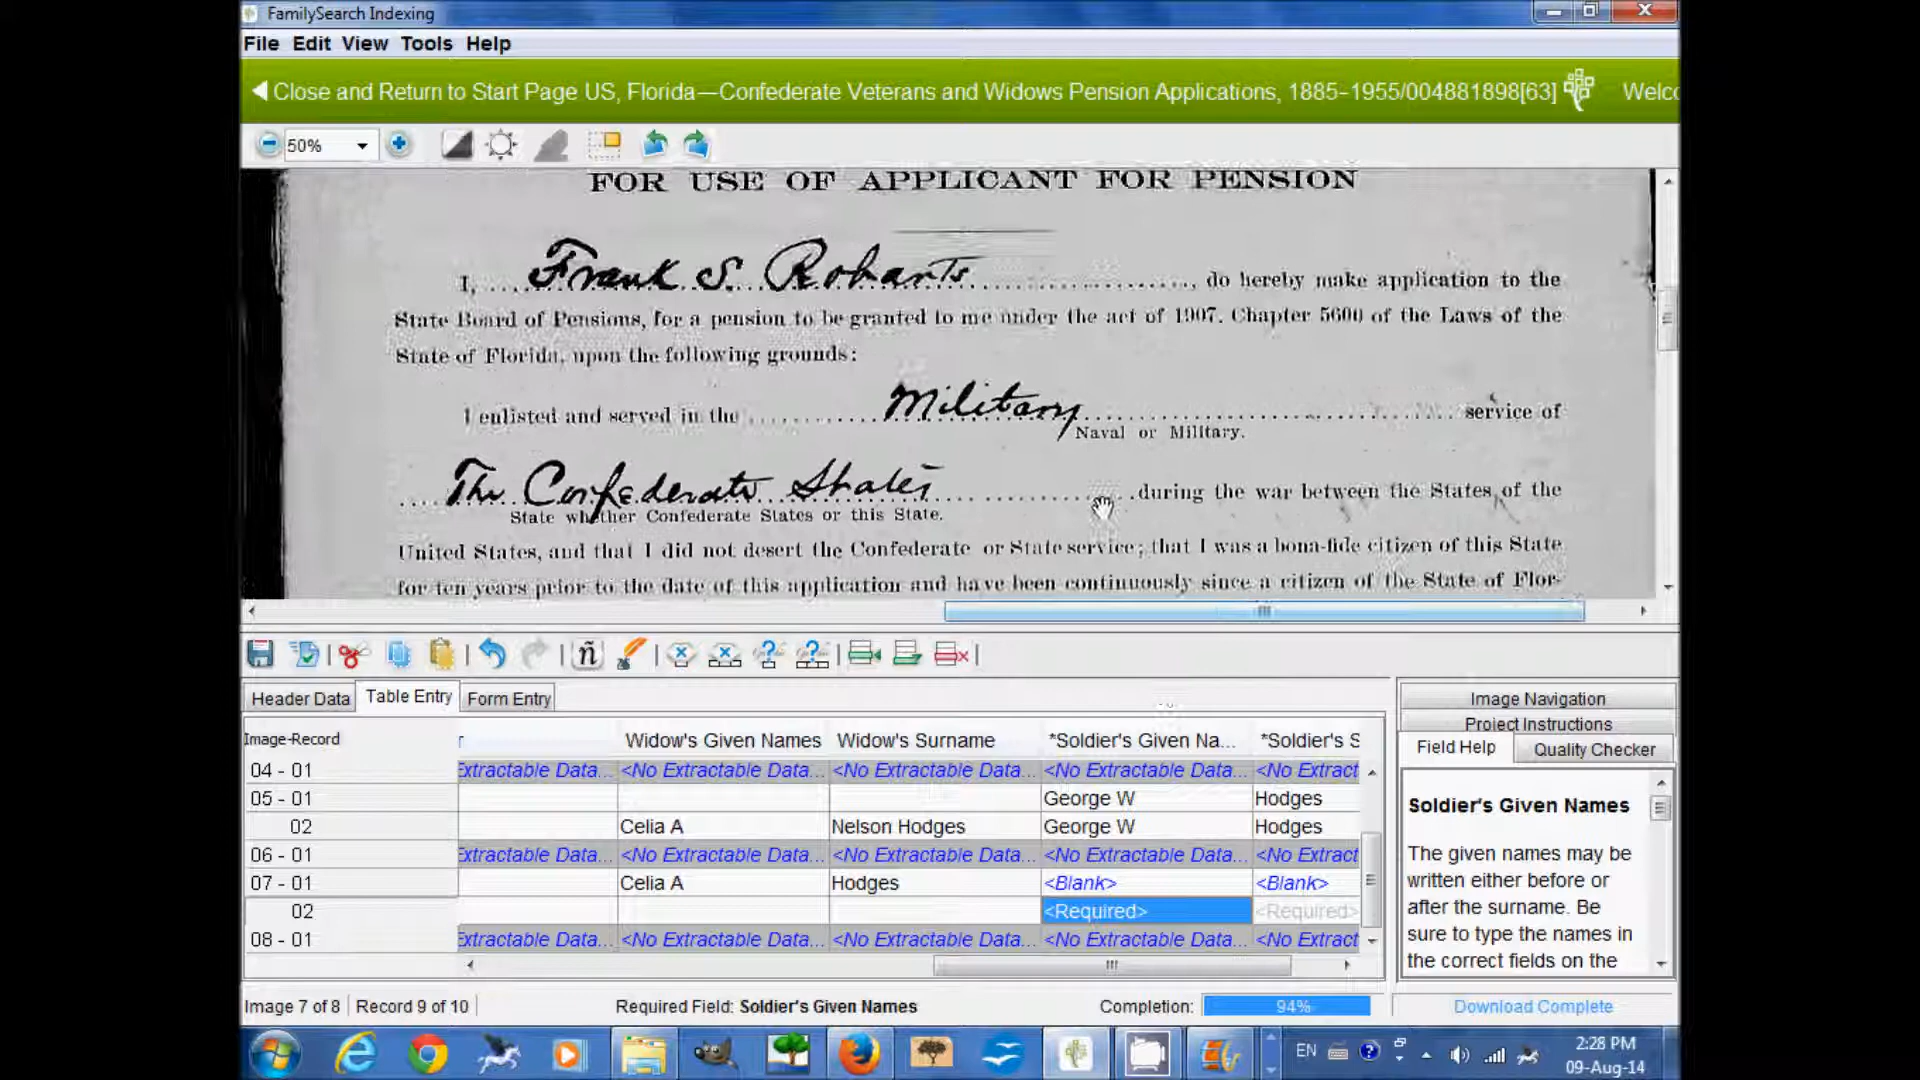 FamilySearch Indexing
File Edit View Tools Help
Close and Return to Start Page US, Florida—Confederate Veterans and Widows Pension Applications, 1885-1955/004881898[63] Welco
50%
FOR USE OF APPLICANT FOR PENSION
I, Frank S. Roberts, do hereby make application to the
State Board of Pensions, for a pension to be granted to me under the act of 1907. Chapter 5600 of the Laws of the
State of Florida, upon the following grounds:
I enlisted and served in the Military service of
Naval or Military.
The Confederate States during the war between the States of the
State whether Confederate States or this State.
United States, and that I did not desert the Confederate or State service; that I was a bona-fide citizen of this State
for ten years prior to the date of this application and have been continuously since a citizen of the State of Flor-
ñ
Header Data Table Entry Form Entry
Image Navigation
Project Instructions
Field Help Quality Checker
Image-Record r Widow's Given Names Widow's Surname *Soldier's Given Na... *Soldier's S
04 - 01 Extractable Data... <No Extractable Data... <No Extractable Data... <No Extractable Data... <No Extract
05 - 01 George W Hodges
02 Celia A Nelson Hodges George W Hodges
06 - 01 Extractable Data... <No Extractable Data... <No Extractable Data... <No Extractable Data... <No Extract
07 - 01 Celia A Hodges <Blank> <Blank>
02 <Required> <Required>
08 - 01 Extractable Data... <No Extractable Data... <No Extractable Data... <No Extractable Data... <No Extract
Soldier's Given Names
The given names may be
written either before or
after the surname. Be
sure to type the names in
the correct fields on the
Image 7 of 8 Record 9 of 10 Required Field: Soldier's Given Names Completion: 94% Download Complete
EN
2:28 PM
09-Aug-14